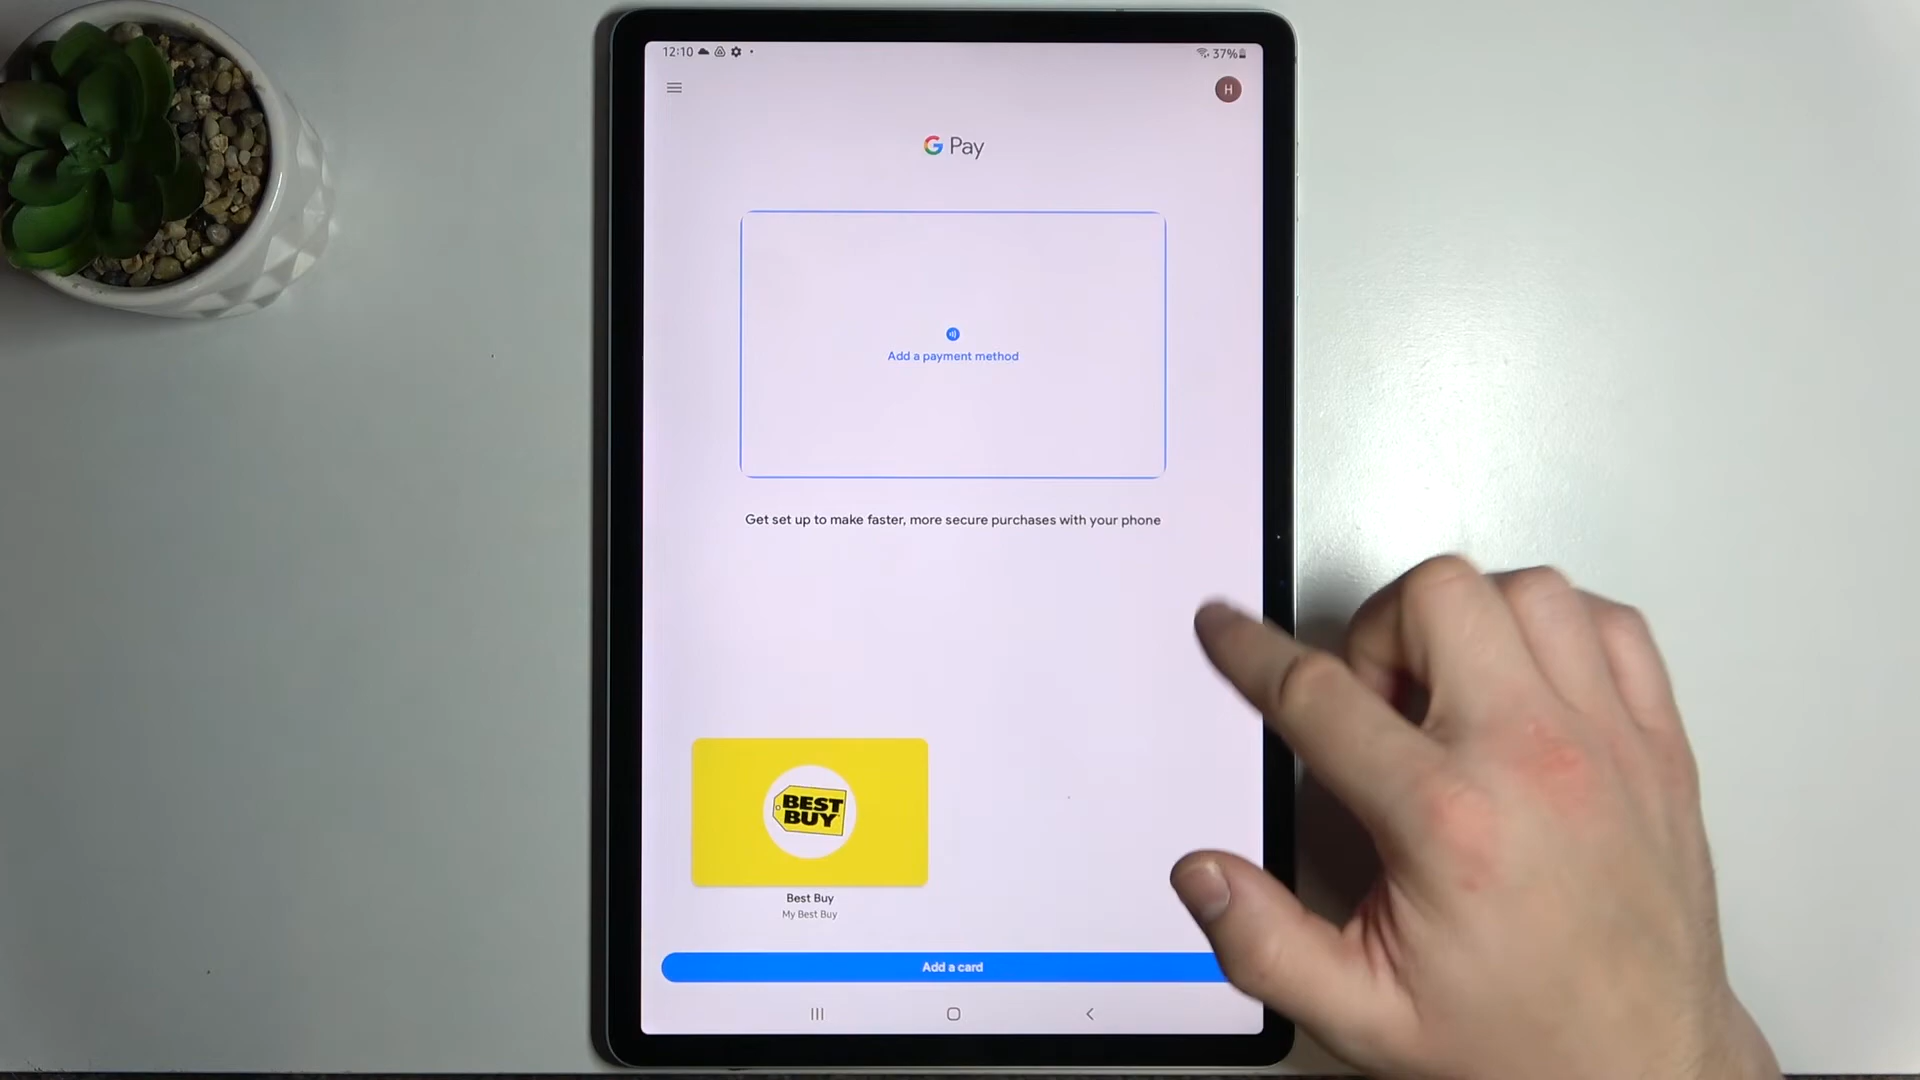 12:10
37%
H
G Pay
Add a payment method
Get set up to make faster, more secure purchases with your phone
BEST
BUY
Best Buy
My Best Buy
Add a card